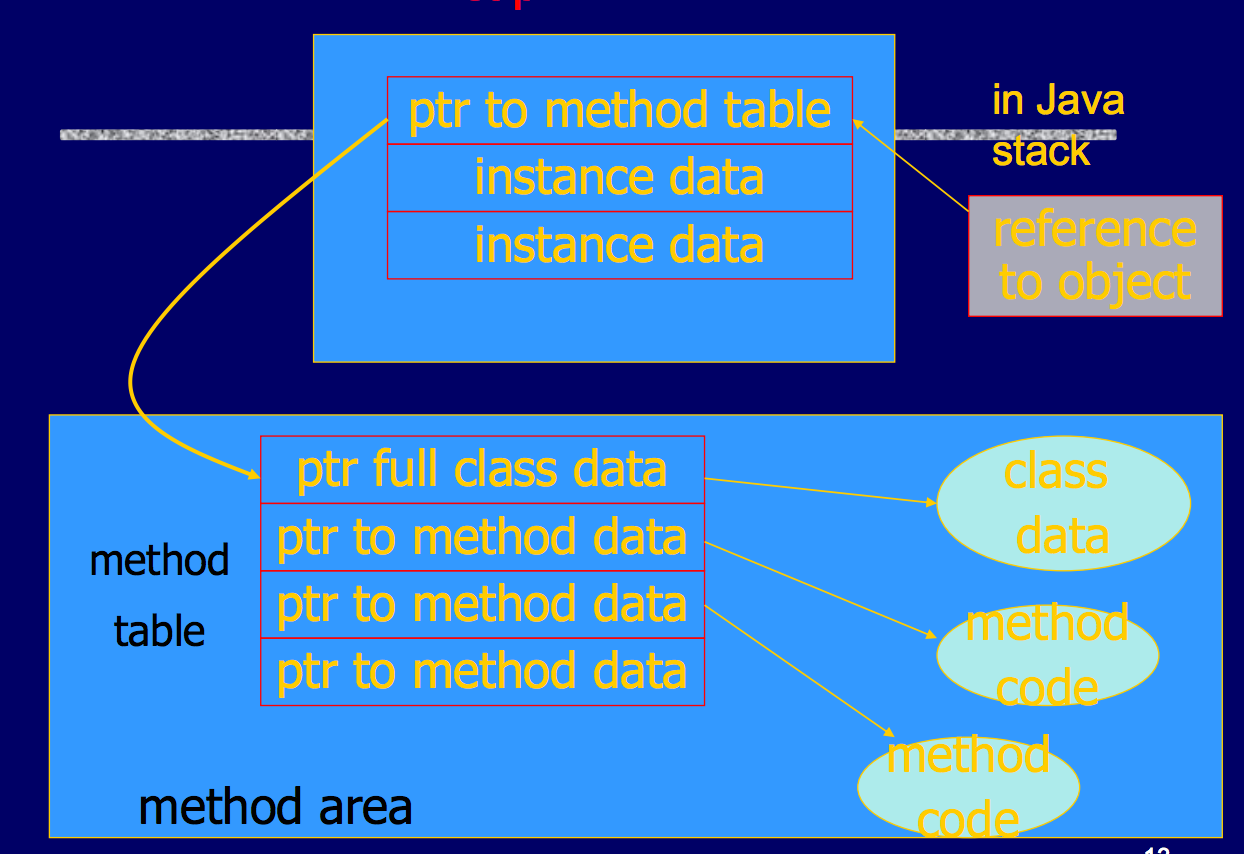 ptr to method table
instance data
instance data
in Java
stack
reference
to object
ptr full class data
ptr to method data
ptr to method data
ptr to method data
method
table
class
data
method
code
method
code
method area